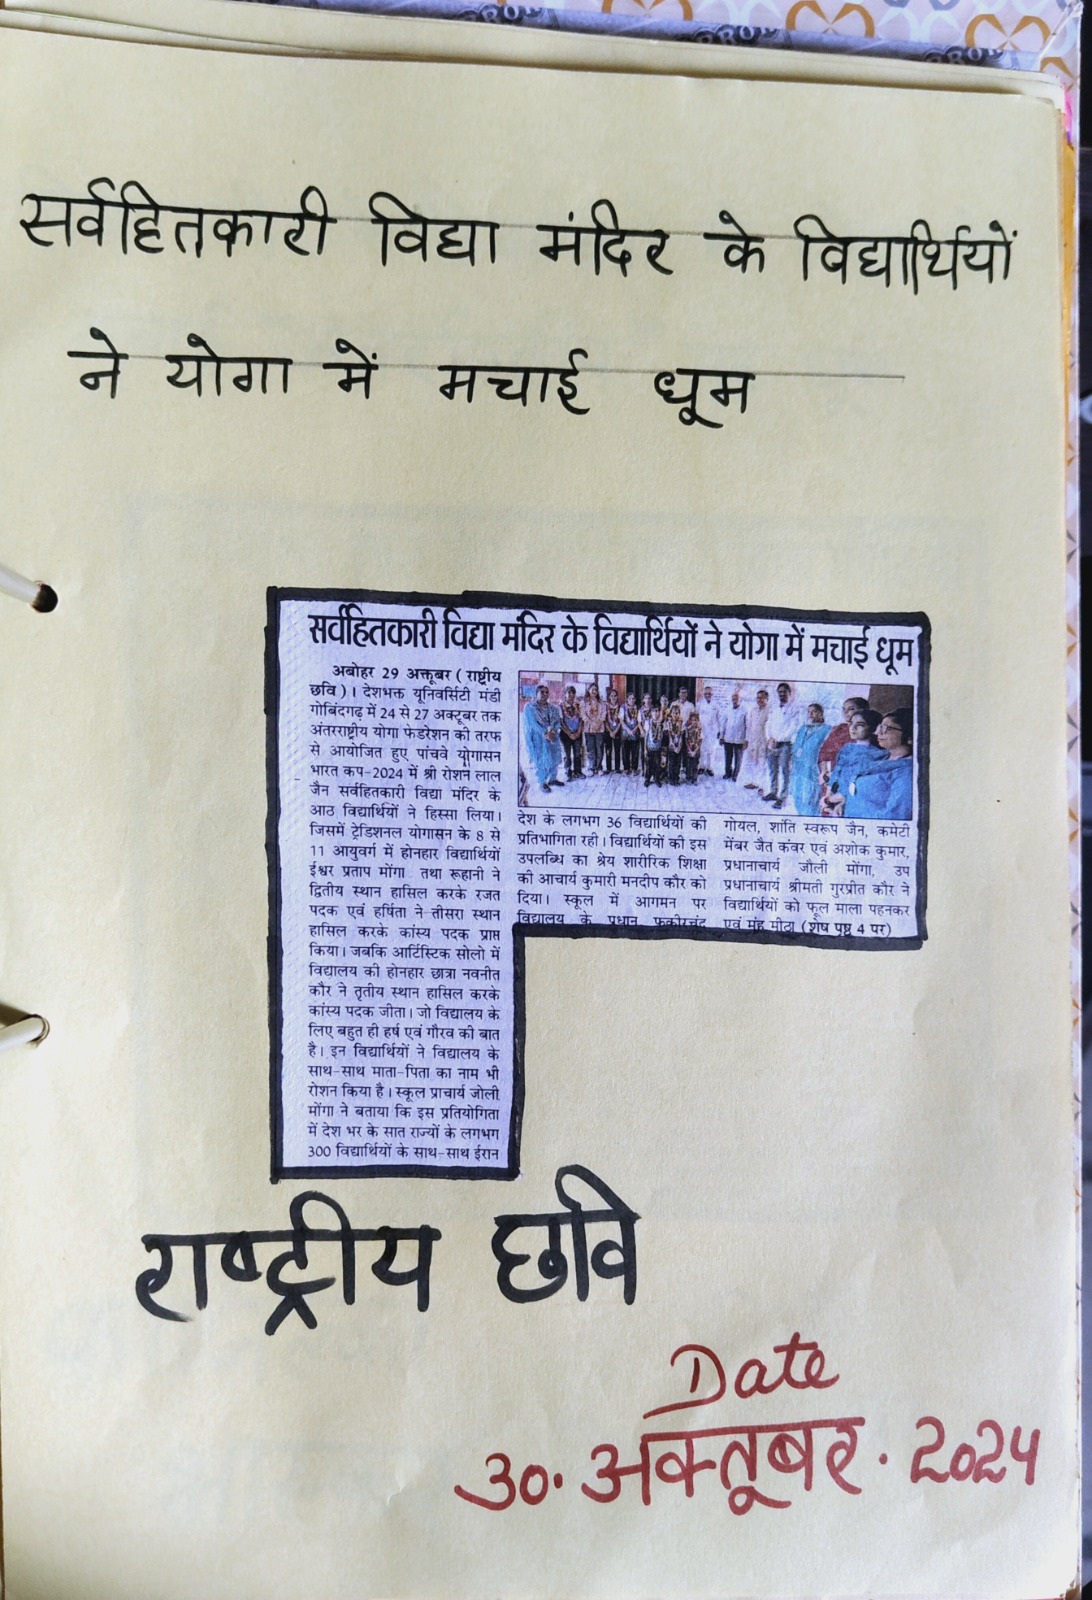 सर्वहितकारी विद्या मंदिर के विद्यार्थियों
ने योगा में मचाई धूम
सर्वहितकारी विद्या मंदिर के विद्यार्थियों ने योगा में मचाई धूम
अबोहर 29 अक्तूबर (राष्ट्रीय
छवि)। देशभक्त यूनिवर्सिटी मंडी
गोबिंदगढ़ में 24 से 27 अक्टूबर तक
अंतरराष्ट्रीय योगा फेडरेशन की तरफ
से आयोजित हुए पांचवे योगासन
भारत कप-2024 में श्री रोशन लाल
जैन सर्वहितकारी विद्या मंदिर के
आठ विद्यार्थियों ने हिस्सा लिया।
जिसमें ट्रेडिशनल योगासन के 8 से
11 आयुवर्ग में होनहार विद्यार्थियों
ईश्वर प्रताप मोंगा तथा रूहानी ने
द्वितीय स्थान हासिल करके रजत
पदक एवं हर्षिता ने तीसरा स्थान
हासिल करके कांस्य पदक प्राप्त
किया। जबकि आर्टिस्टिक सोलो में
विद्यालय की होनहार छात्रा नवनीत
कौर ने तृतीय स्थान हासिल करके
कांस्य पदक जीता। जो विद्यालय के
लिए बहुत ही हर्ष एवं गौरव की बात
है। इन विद्यार्थियों ने विद्यालय के
साथ-साथ माता-पिता का नाम भी
रोशन किया है। स्कूल प्राचार्य जोली
मोंगा ने बताया कि इस प्रतियोगिता
में देश भर के सात राज्यों के लगभग
300 विद्यार्थियों के साथ-साथ ईरान
देश के लगभग 36 विद्यार्थियों की
प्रतिभागिता रही। विद्यार्थियों की इस
उपलब्धि का श्रेय शारीरिक शिक्षा
की आचार्य कुमारी मनदीप कौर को
दिया। स्कूल में आगमन पर
विद्यालय के प्रधान फकीरचंद
गोयल, शांति स्वरूप जैन, कमेटी
मेंबर जैत कंवर एवं अशोक कुमार,
प्रधानाचार्य जौली मोंगा, उप
प्रधानाचार्य श्रीमती गुरप्रीत कौर ने
विद्यार्थियों को फूल माला पहनकर
एवं मुंह मीठा (शेष पृष्ठ 4 पर)
राष्ट्रीय छवि
Date
30. अक्तूबर. 2024